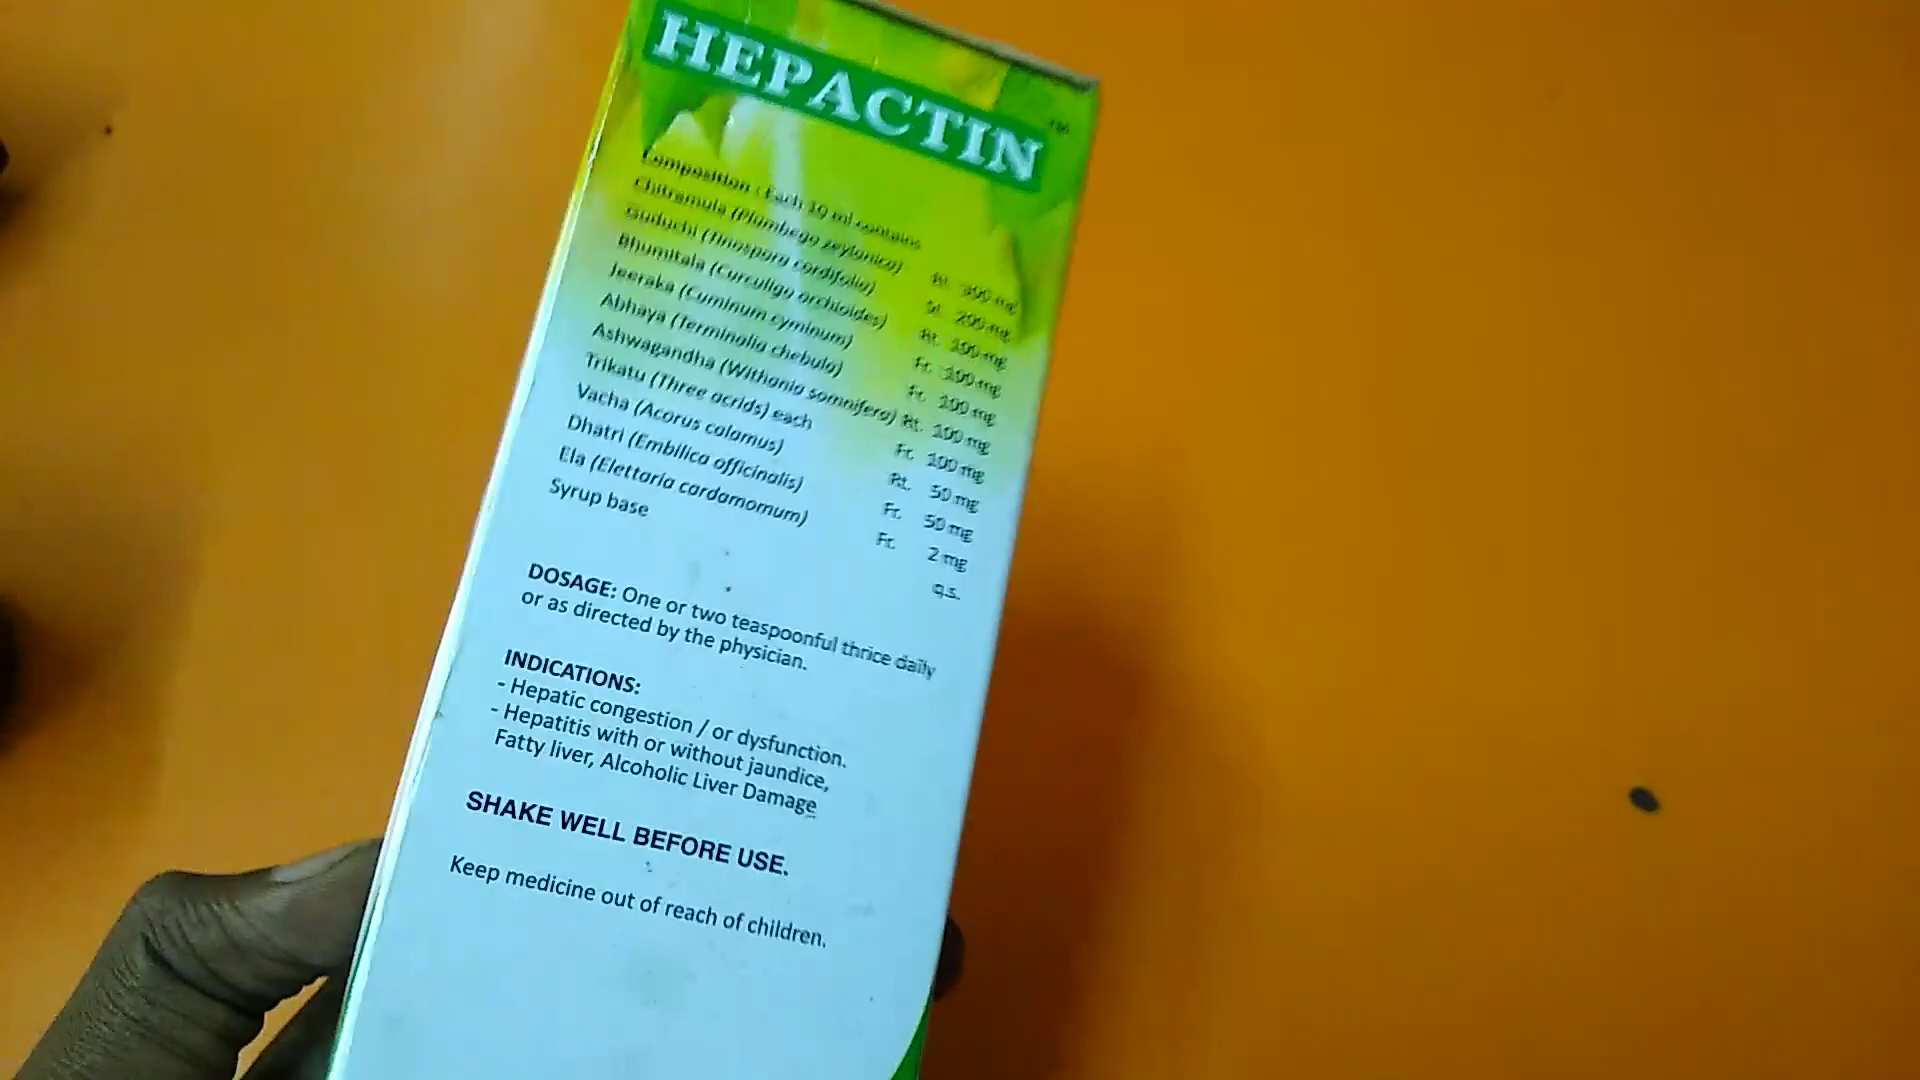 HEPACTIN
TM
Composition : Each 10 ml contains
Chitramula (Plumbego zeylanica) Rt. 300 mg
Guduchi (Tinospora cordifolia) St. 200 mg
Bhumitala (Curculigo orchioides) Rt. 100 mg
Jeeraka (Cuminum cyminum) Fr. 100 mg
Abhaya (Terminalia chebula) Fr. 100 mg
Ashwagandha (Withania somnifera) Rt. 100 mg
Trikatu (Three acrids) each Fr. 100 mg
Vacha (Acorus calamus) Rt. 50 mg
Dhatri (Embilica officinalis) Fr. 50 mg
Ela (Elettaria cardamomum) Fr. 2 mg
Syrup base q.s.
DOSAGE: One or two teaspoonful thrice daily
or as directed by the physician.
INDICATIONS:
- Hepatic congestion / or dysfunction.
- Hepatitis with or without jaundice,
Fatty liver, Alcoholic Liver Damage
SHAKE WELL BEFORE USE.
Keep medicine out of reach of children.